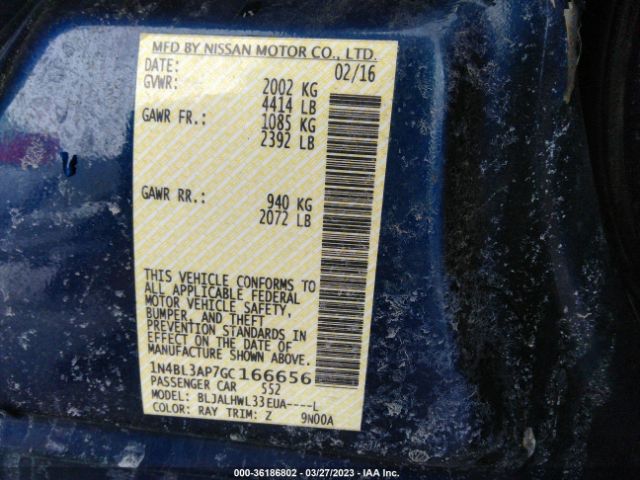 MFD BY NISSAN MOTOR CO., LTD.
DATE: 02/16
GVWR: 2002 KG
4414 LB
GAWR FR.: 1085 KG
2392 LB
GAWR RR.: 940 KG
2072 LB
THIS VEHICLE CONFORMS TO
ALL APPLICABLE FEDERAL
MOTOR VEHICLE SAFETY,
BUMPER, AND THEFT
PREVENTION STANDARDS IN
EFFECT ON THE DATE OF
MANUFACTURE SHOWN ABOVE.
1N4BL3AP7GC166656
PASSENGER CAR 552
MODEL: BLJALHWL33EUA----L
COLOR: RAY TRIM: Z 9N00A
000-36186802 — 03/27/2023 — IAA Inc.